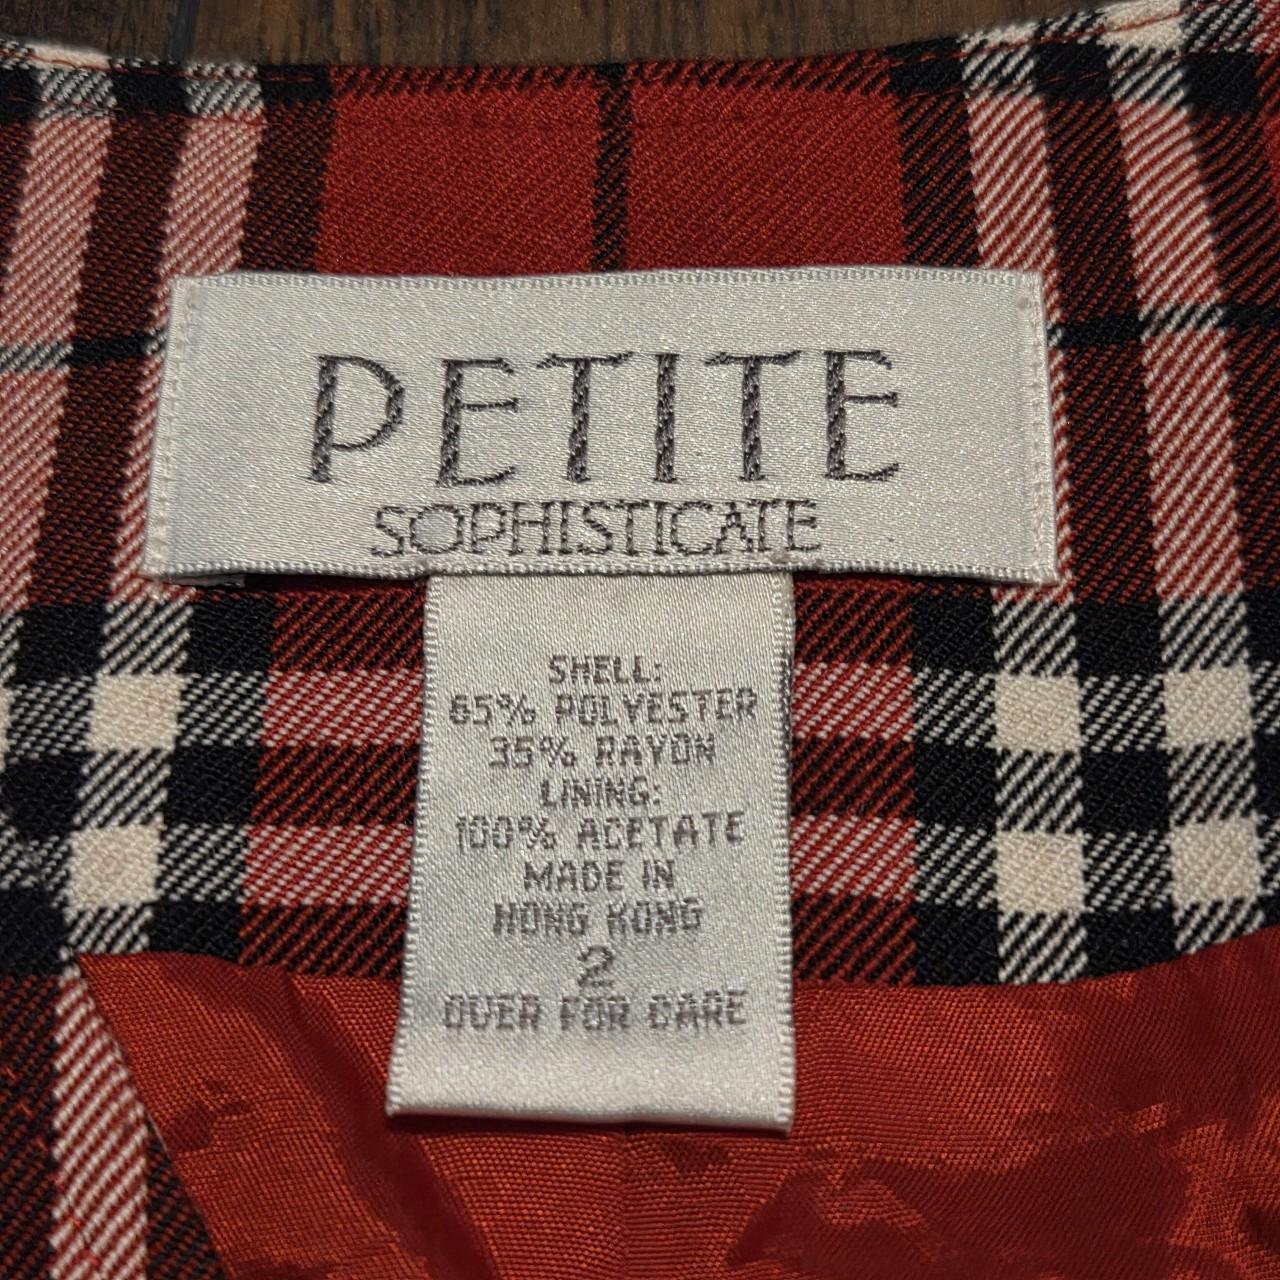 PETITE
SOPHISTICATE
SHELL:
65% POLYESTER
35% RAYON
LINING:
100% ACETATE
MADE IN
HONG KONG
2
OVER FOR CARE